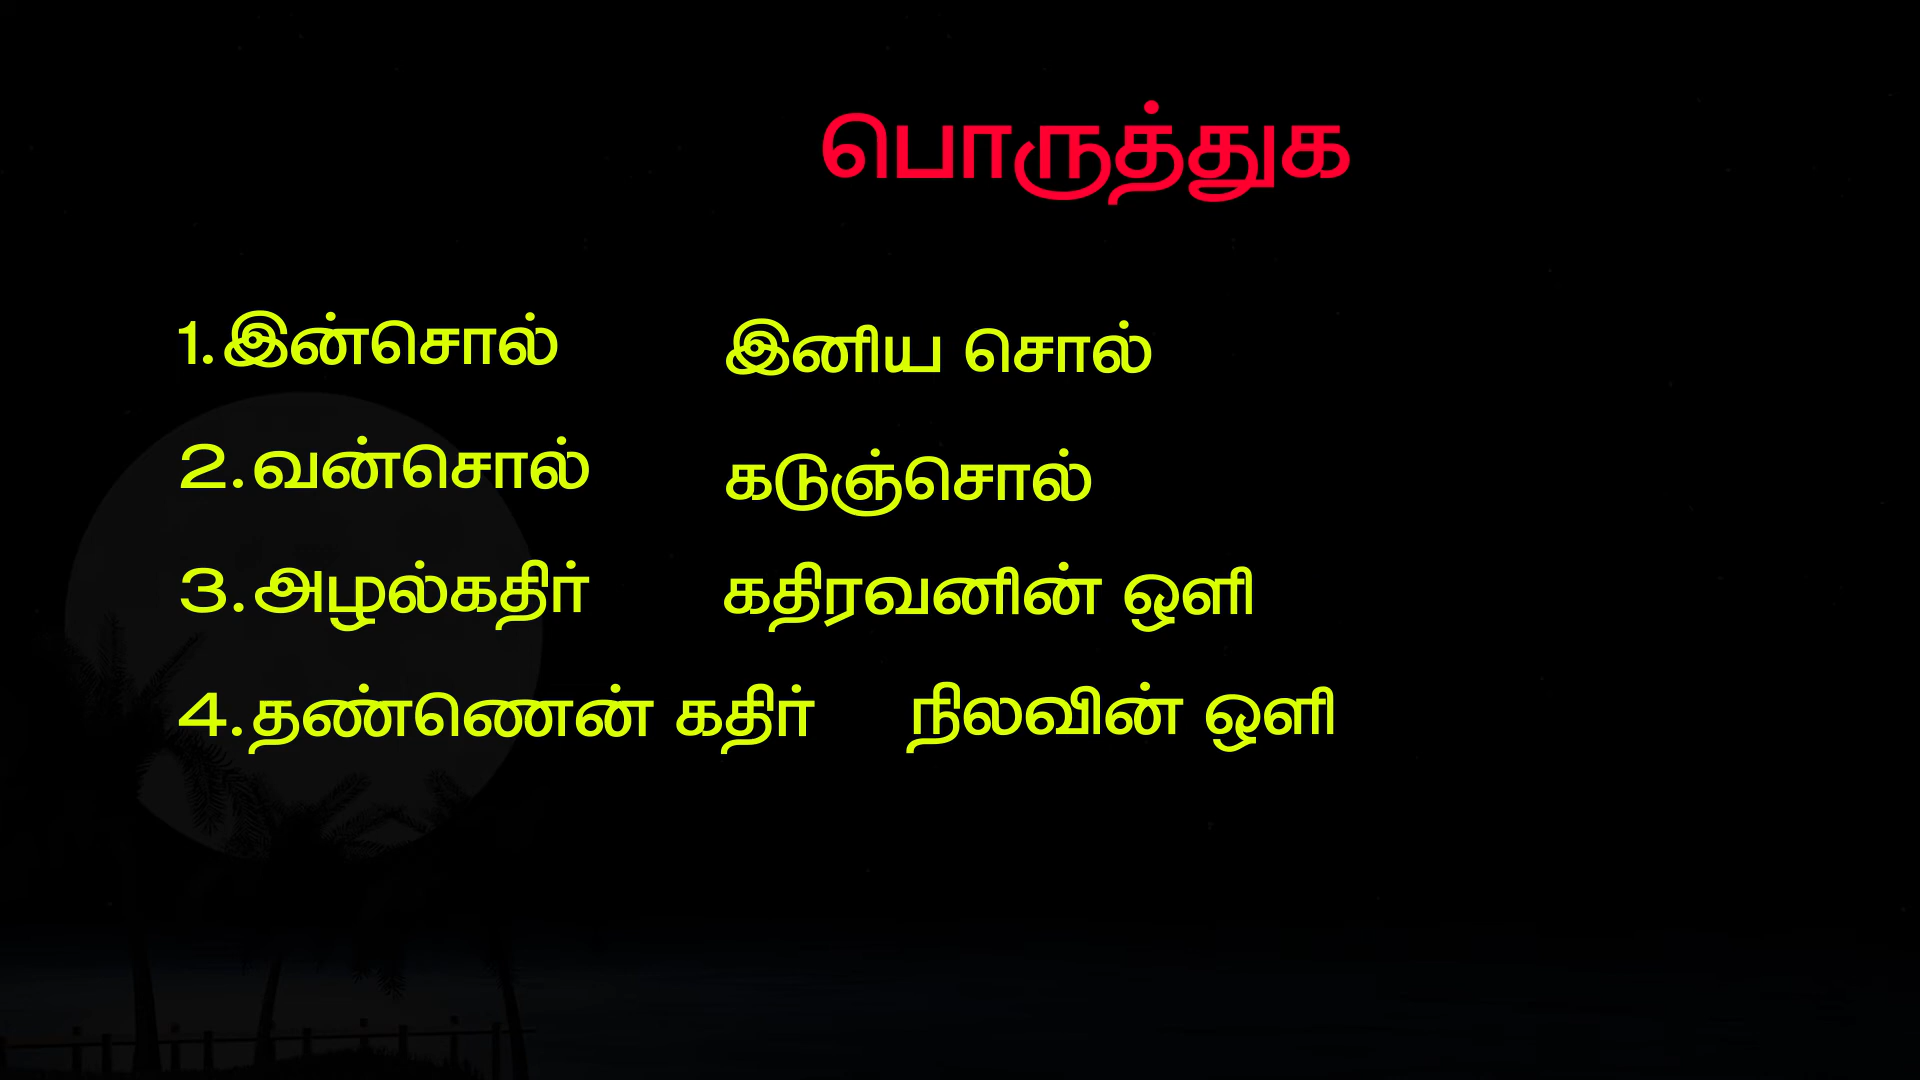 பொருத்துக
1.இன்சொல் இனிய சொல்
2.வன்சொல் கடுஞ்சொல்
3.அழல்கதிர் கதிரவனின் ஒளி
4.தண்ணென் கதிர் நிலவின் ஒளி